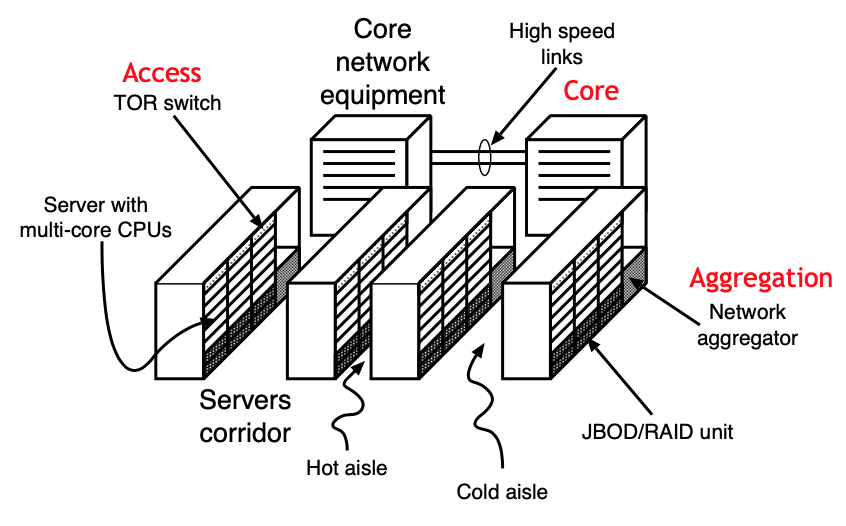 Core
network
equipment
High speed
links
Access
TOR switch
Core
Server with
multi-core CPUs
Aggregation
Network
aggregator
Servers
corridor
JBOD/RAID unit
Hot aisle
Cold aisle